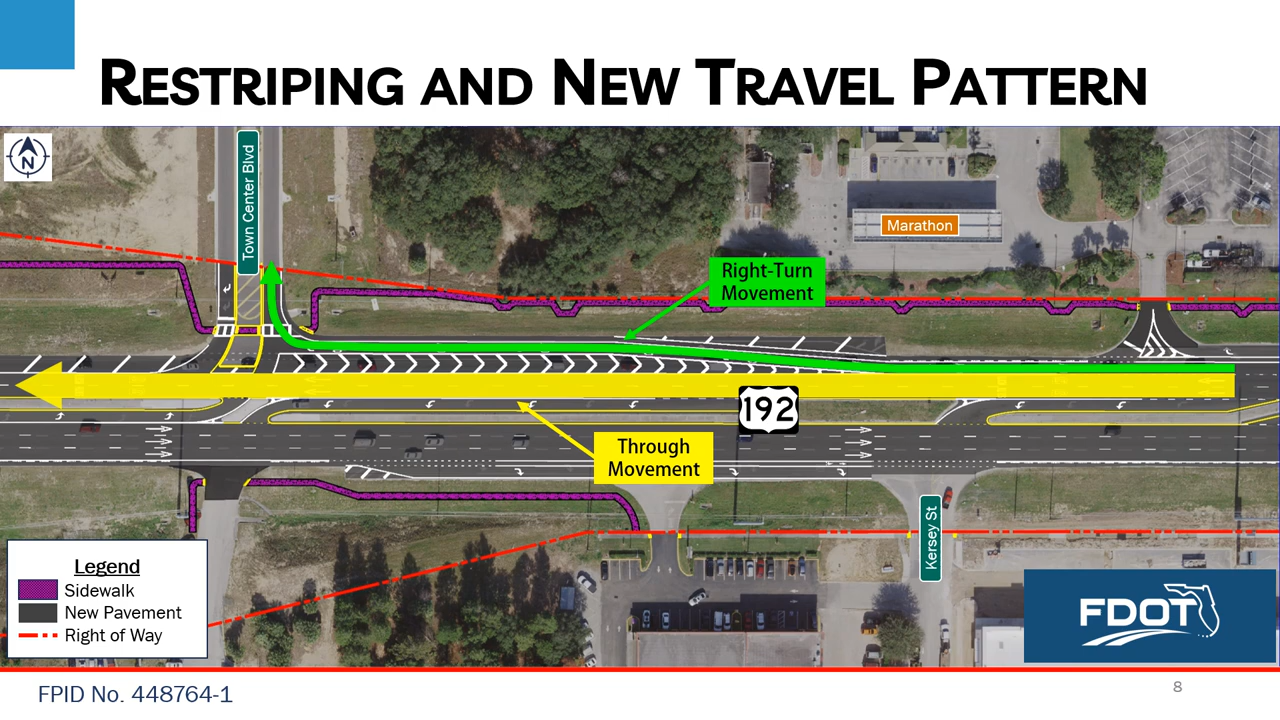 RESTRIPING AND NEW TRAVEL PATTERN
N
Town Center Blvd
Marathon
Right-Turn
Movement
192
Through
Movement
Kersey St
Legend
Sidewalk
New Pavement
Right of Way
FDOT
FPID No. 448764-1
8